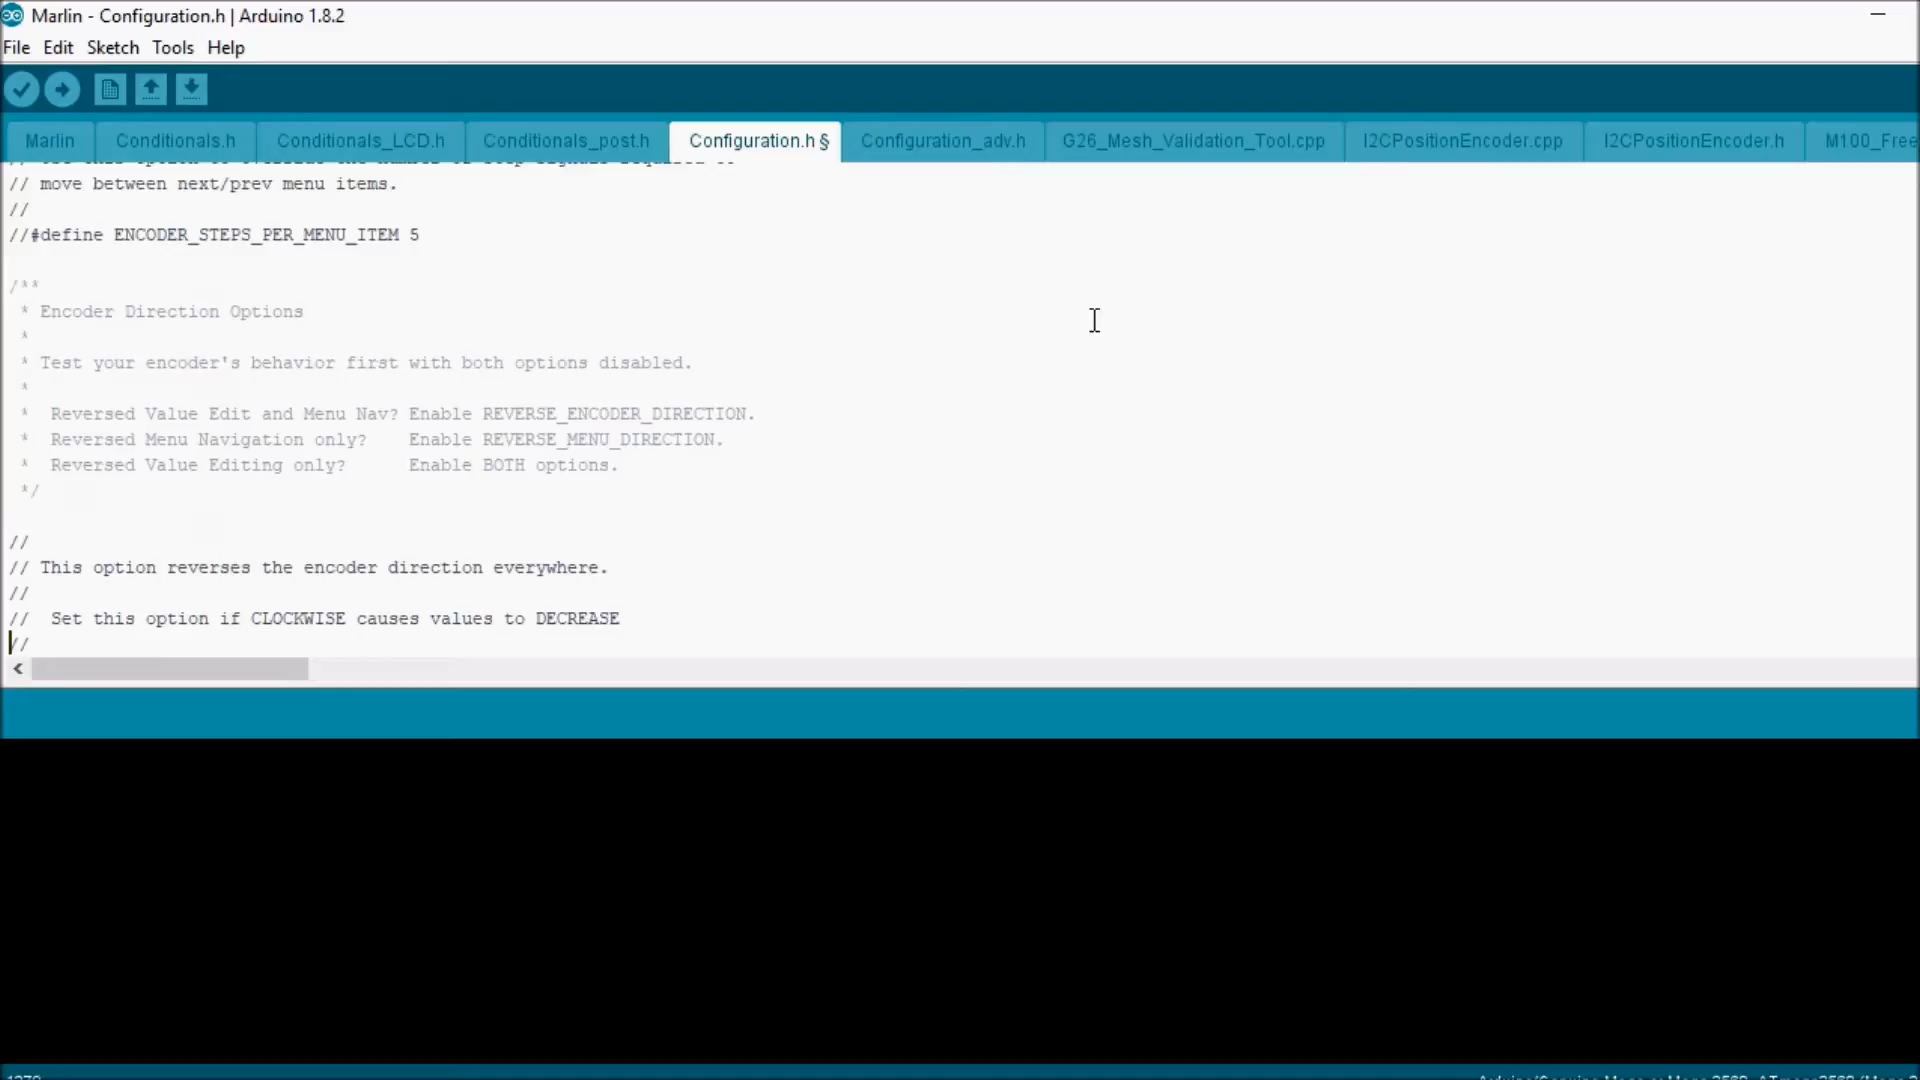 Marlin - Configuration.h | Arduino 1.8.2
File Edit Sketch Tools Help
Marlin Conditionals.h Conditionals_LCD.h Conditionals_post.h Configuration.h § Configuration_adv.h G26_Mesh_Validation_Tool.cpp I2CPositionEncoder.cpp I2CPositionEncoder.h M100_Free
// move between next/prev menu items.
//
//#define ENCODER_STEPS_PER_MENU_ITEM 5
/**
* Encoder Direction Options
*
* Test your encoder's behavior first with both options disabled.
*
* Reversed Value Edit and Menu Nav? Enable REVERSE_ENCODER_DIRECTION.
* Reversed Menu Navigation only? Enable REVERSE_MENU_DIRECTION.
* Reversed Value Editing only? Enable BOTH options.
*/
//
// This option reverses the encoder direction everywhere.
//
// Set this option if CLOCKWISE causes values to DECREASE
//